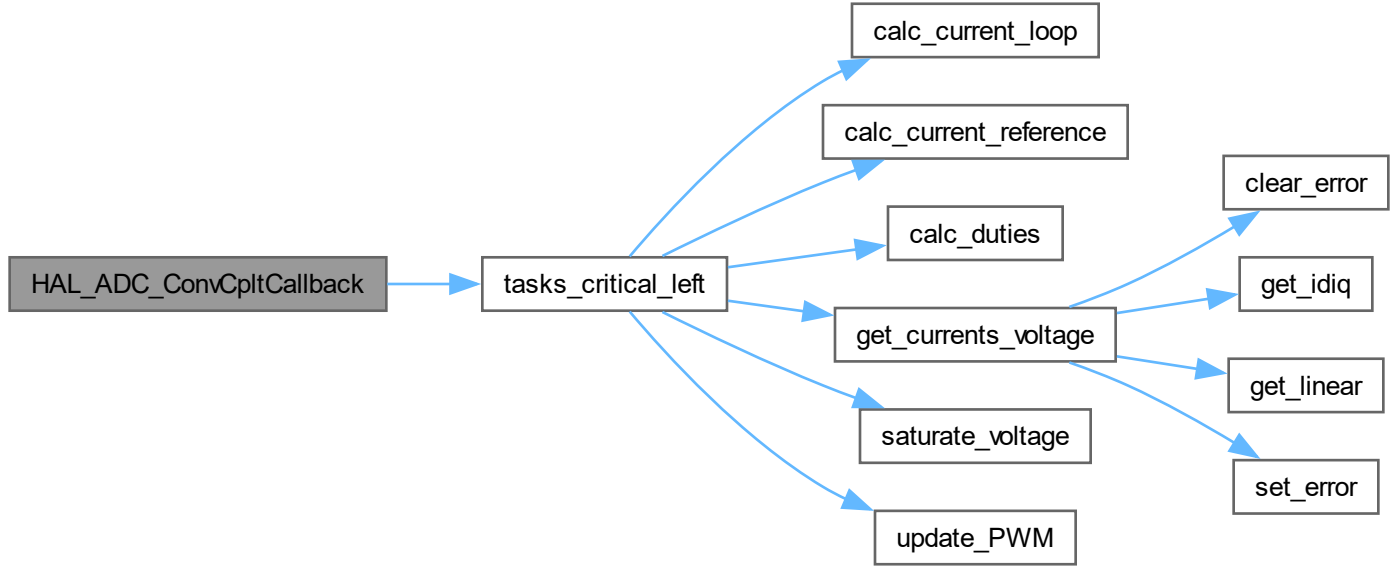 calc_current_loop
calc_current_reference
clear_error
calc_duties
HAL_ADC_ConvCpltCallback
tasks_critical_left
get_idiq
get_currents_voltage
get_linear
saturate_voltage
set_error
update_PWM